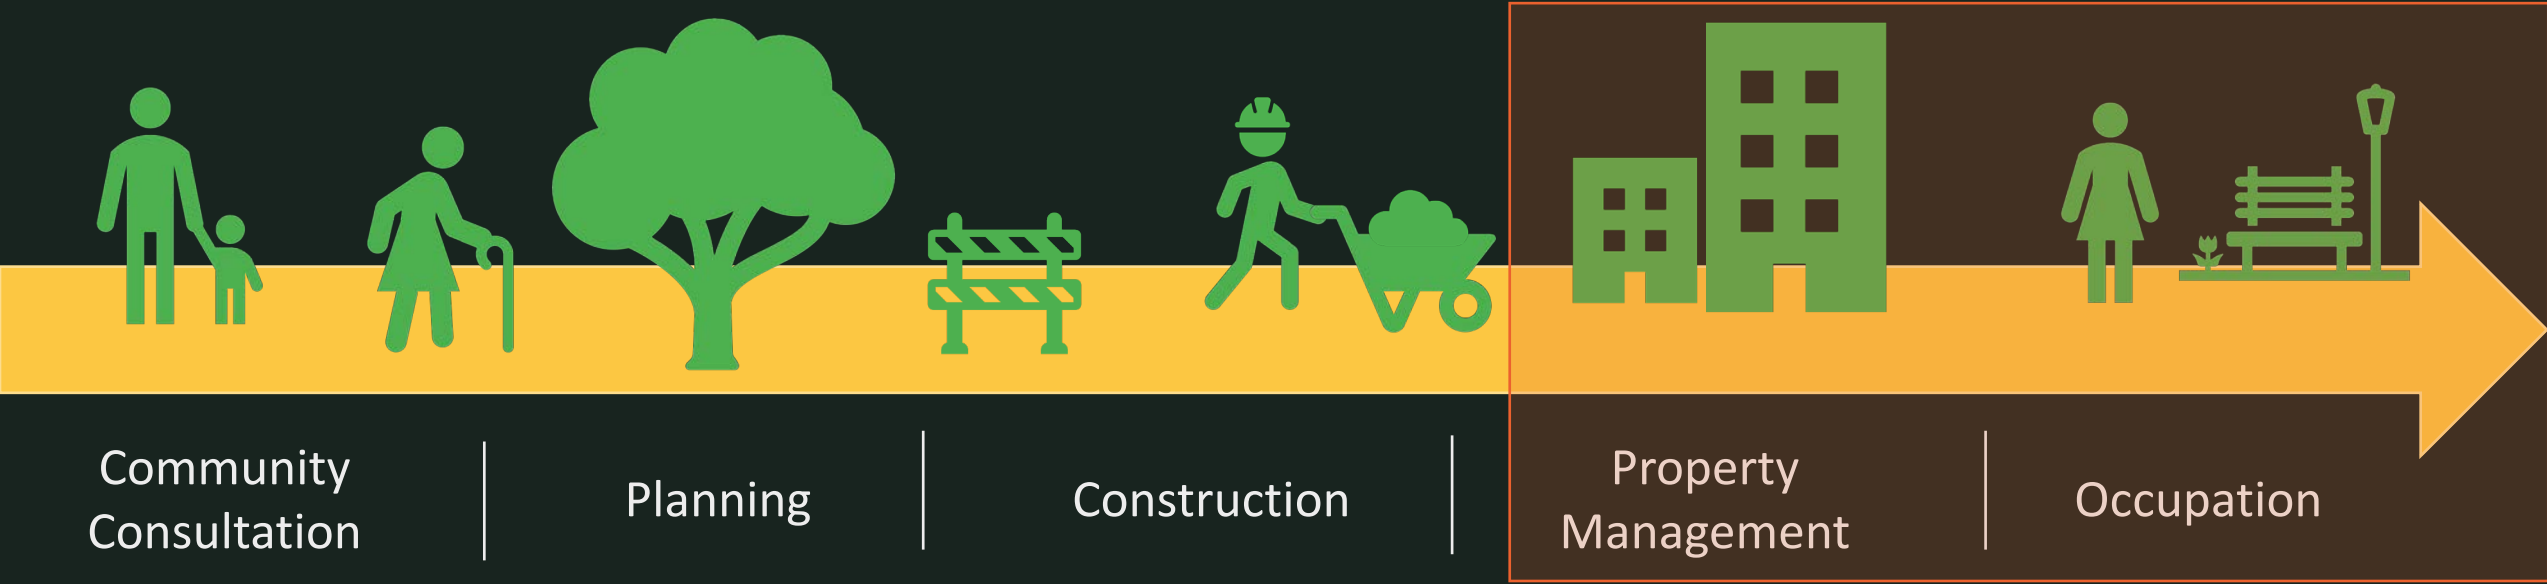 Community
Consultation
Planning
Construction
Property
Management
Occupation